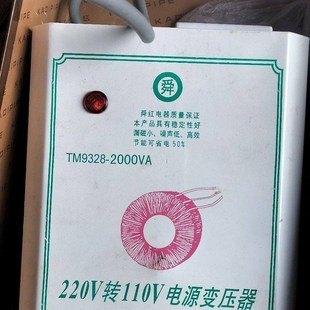 舜
舜红电器质量保证
本产品具有稳定性好
漏磁小、噪声低、高效
节能可省电50%
TM9328-2000VA
220V转110V电源变压器